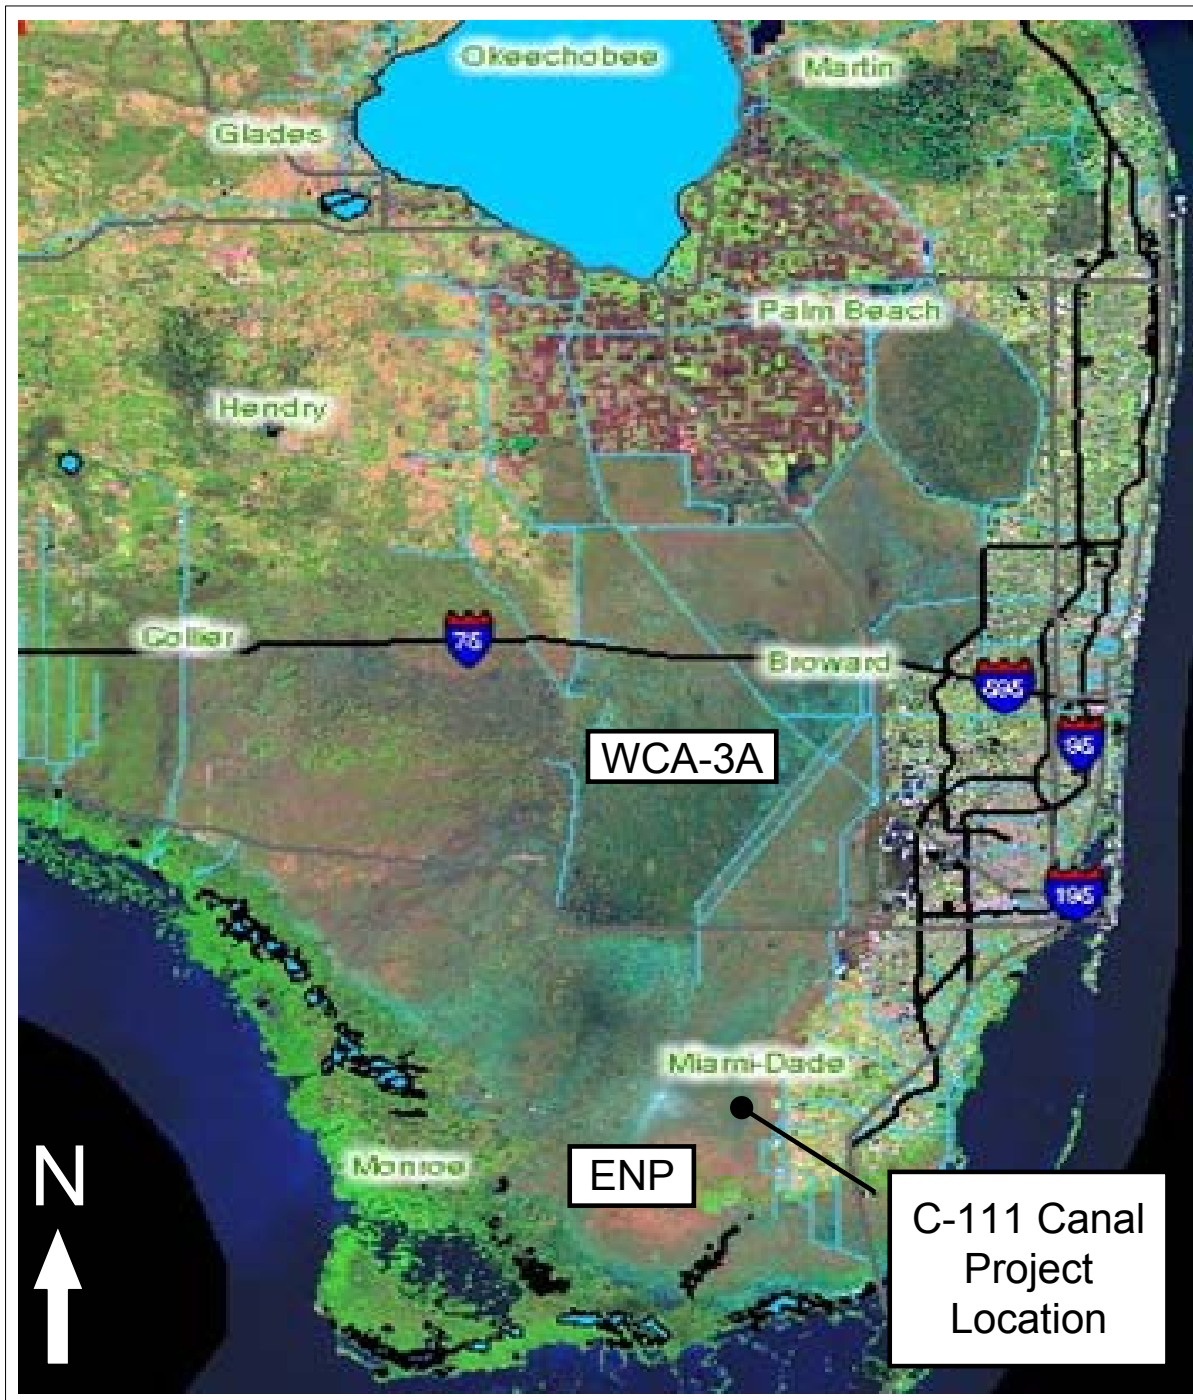 Okeechobee
Martin
Glades
Palm Beach
Hendry
75
Collier
Broward
595
95
WCA-3A
195
Miami-Dade
Monroe
ENP
N
C-111 Canal
Project
Location